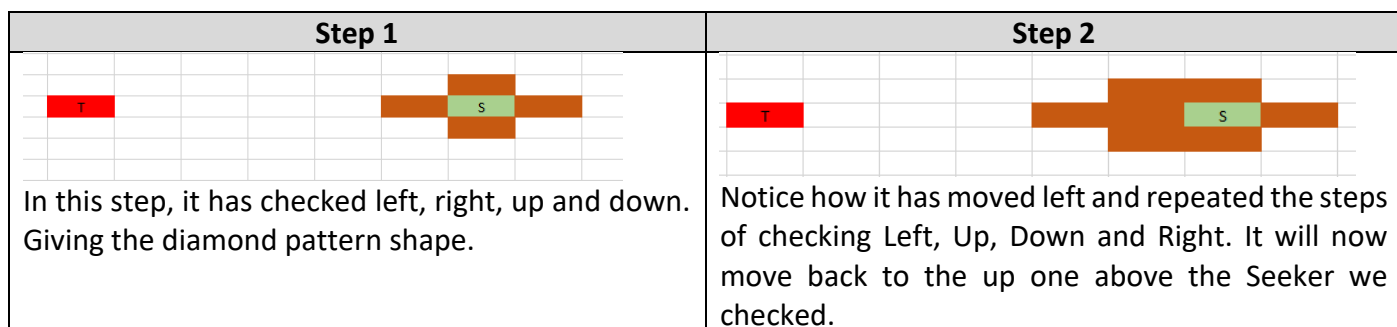 Step 1
Step 2
T
S
In this step, it has checked left, right, up and down.
Giving the diamond pattern shape.
T
S
Notice how it has moved left and repeated the steps
of checking Left, Up, Down and Right. It will now
move back to the up one above the Seeker we
checked.